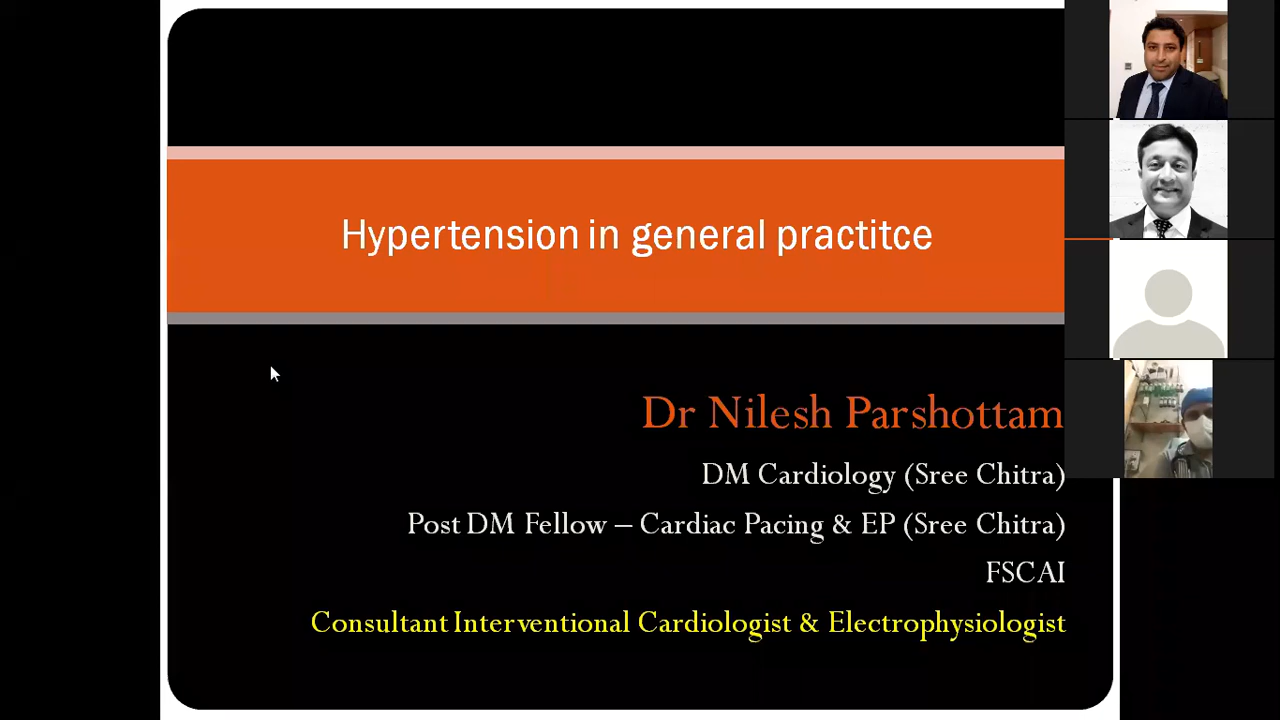 Hypertension in general practitce
Dr Nilesh Parshottam
DM Cardiology (Sree Chitra)
Post DM Fellow – Cardiac Pacing & EP (Sree Chitra)
FSCAI
Consultant Interventional Cardiologist & Electrophysiologist